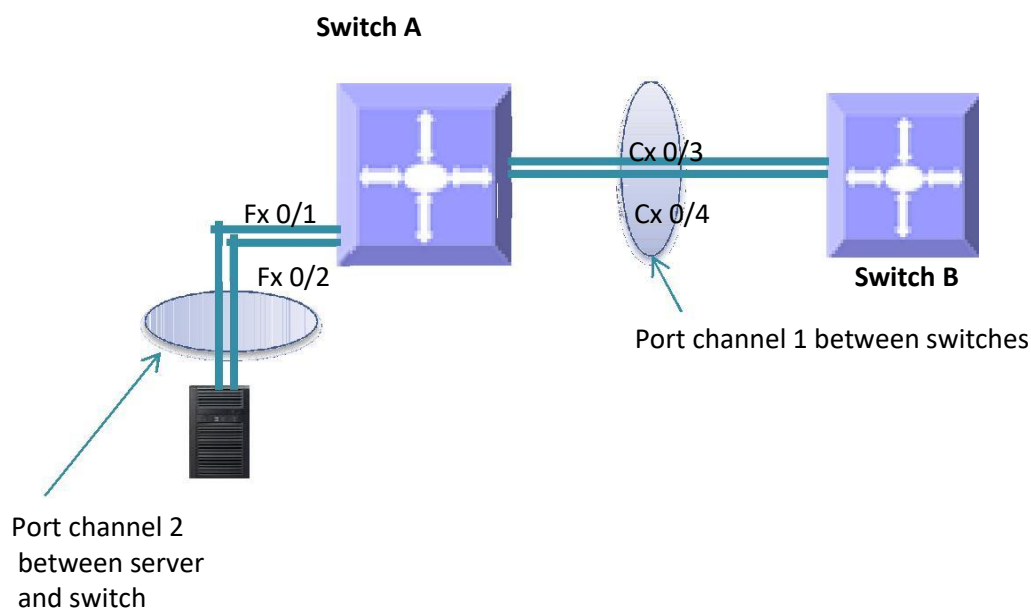 Switch A
Cx 0/3
Fx 0/1
Cx 0/4
Fx 0/2
Switch B
Port channel 1 between switches
Port channel 2
between server
and switch